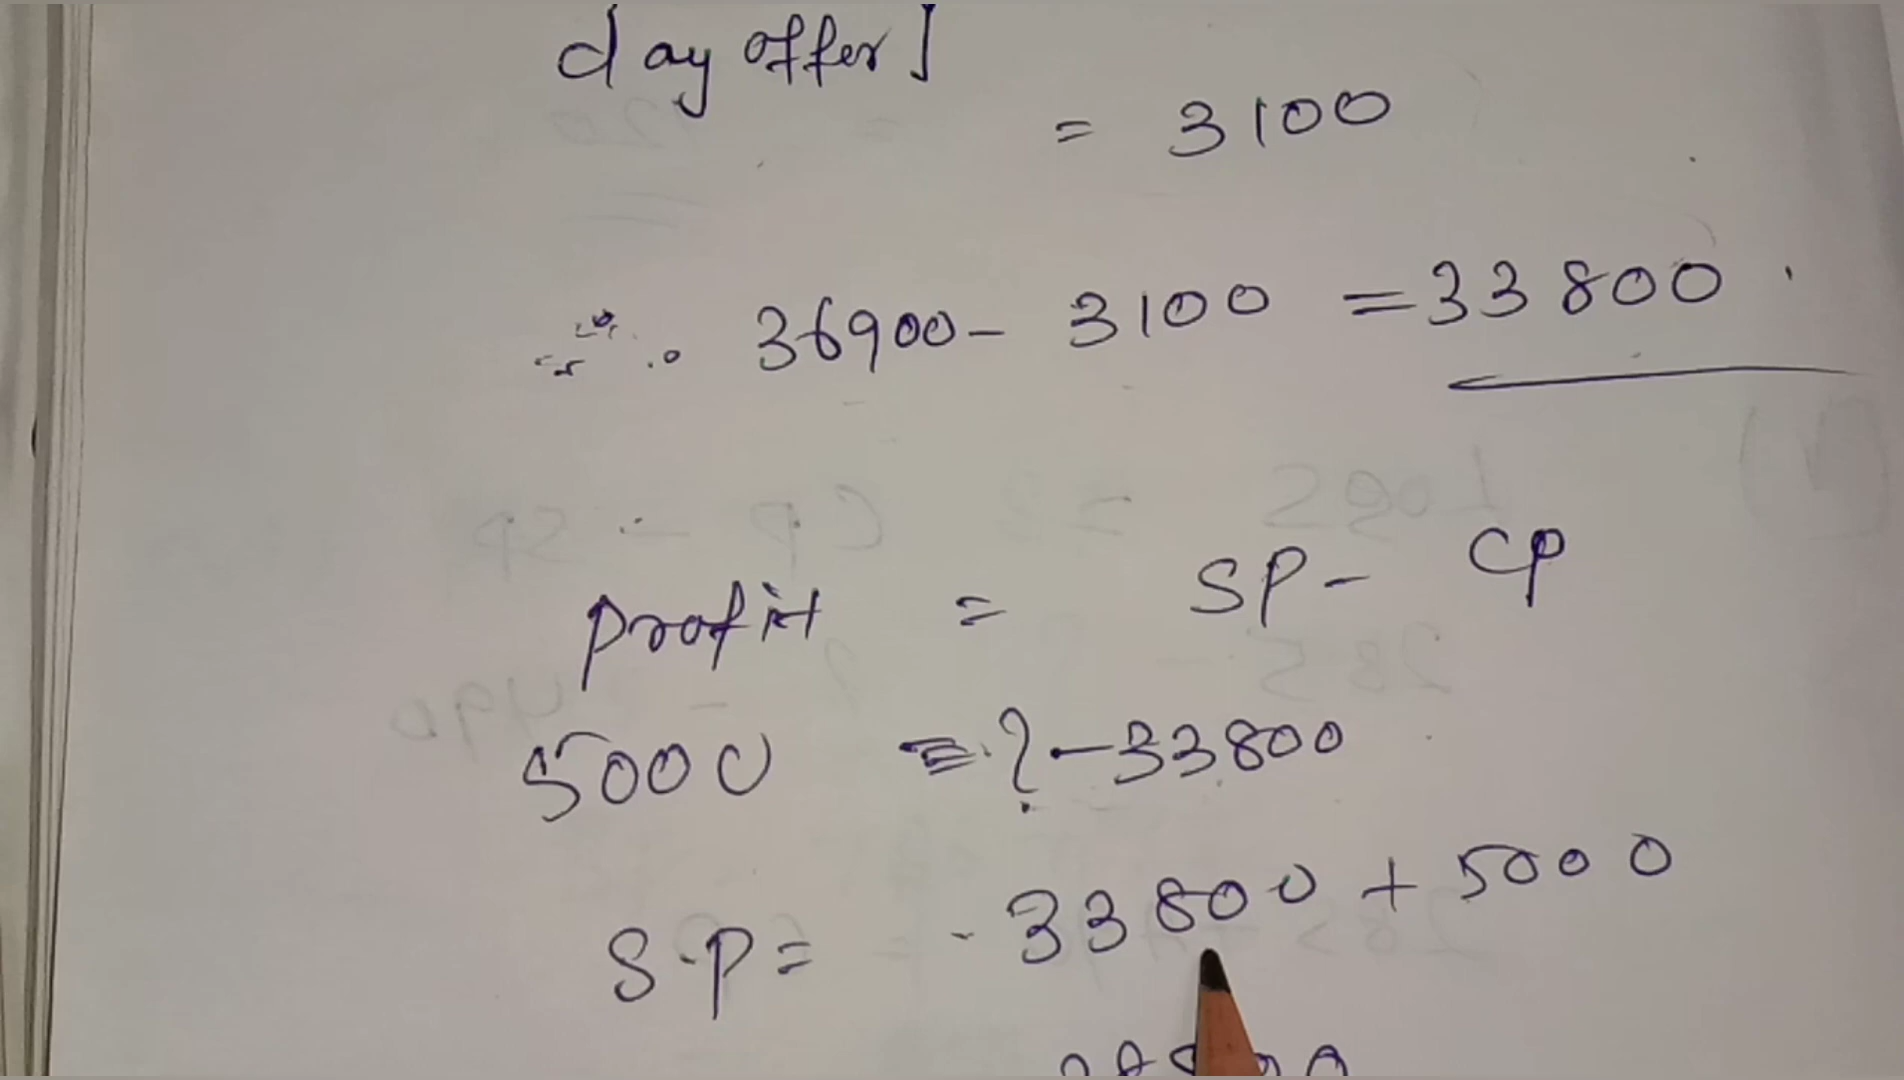 day offer]
= 3100
∴ 36900 - 3100 = 33800
profit = SP - CP
5000 = ? - 33800
S.P = 33800 + 5000